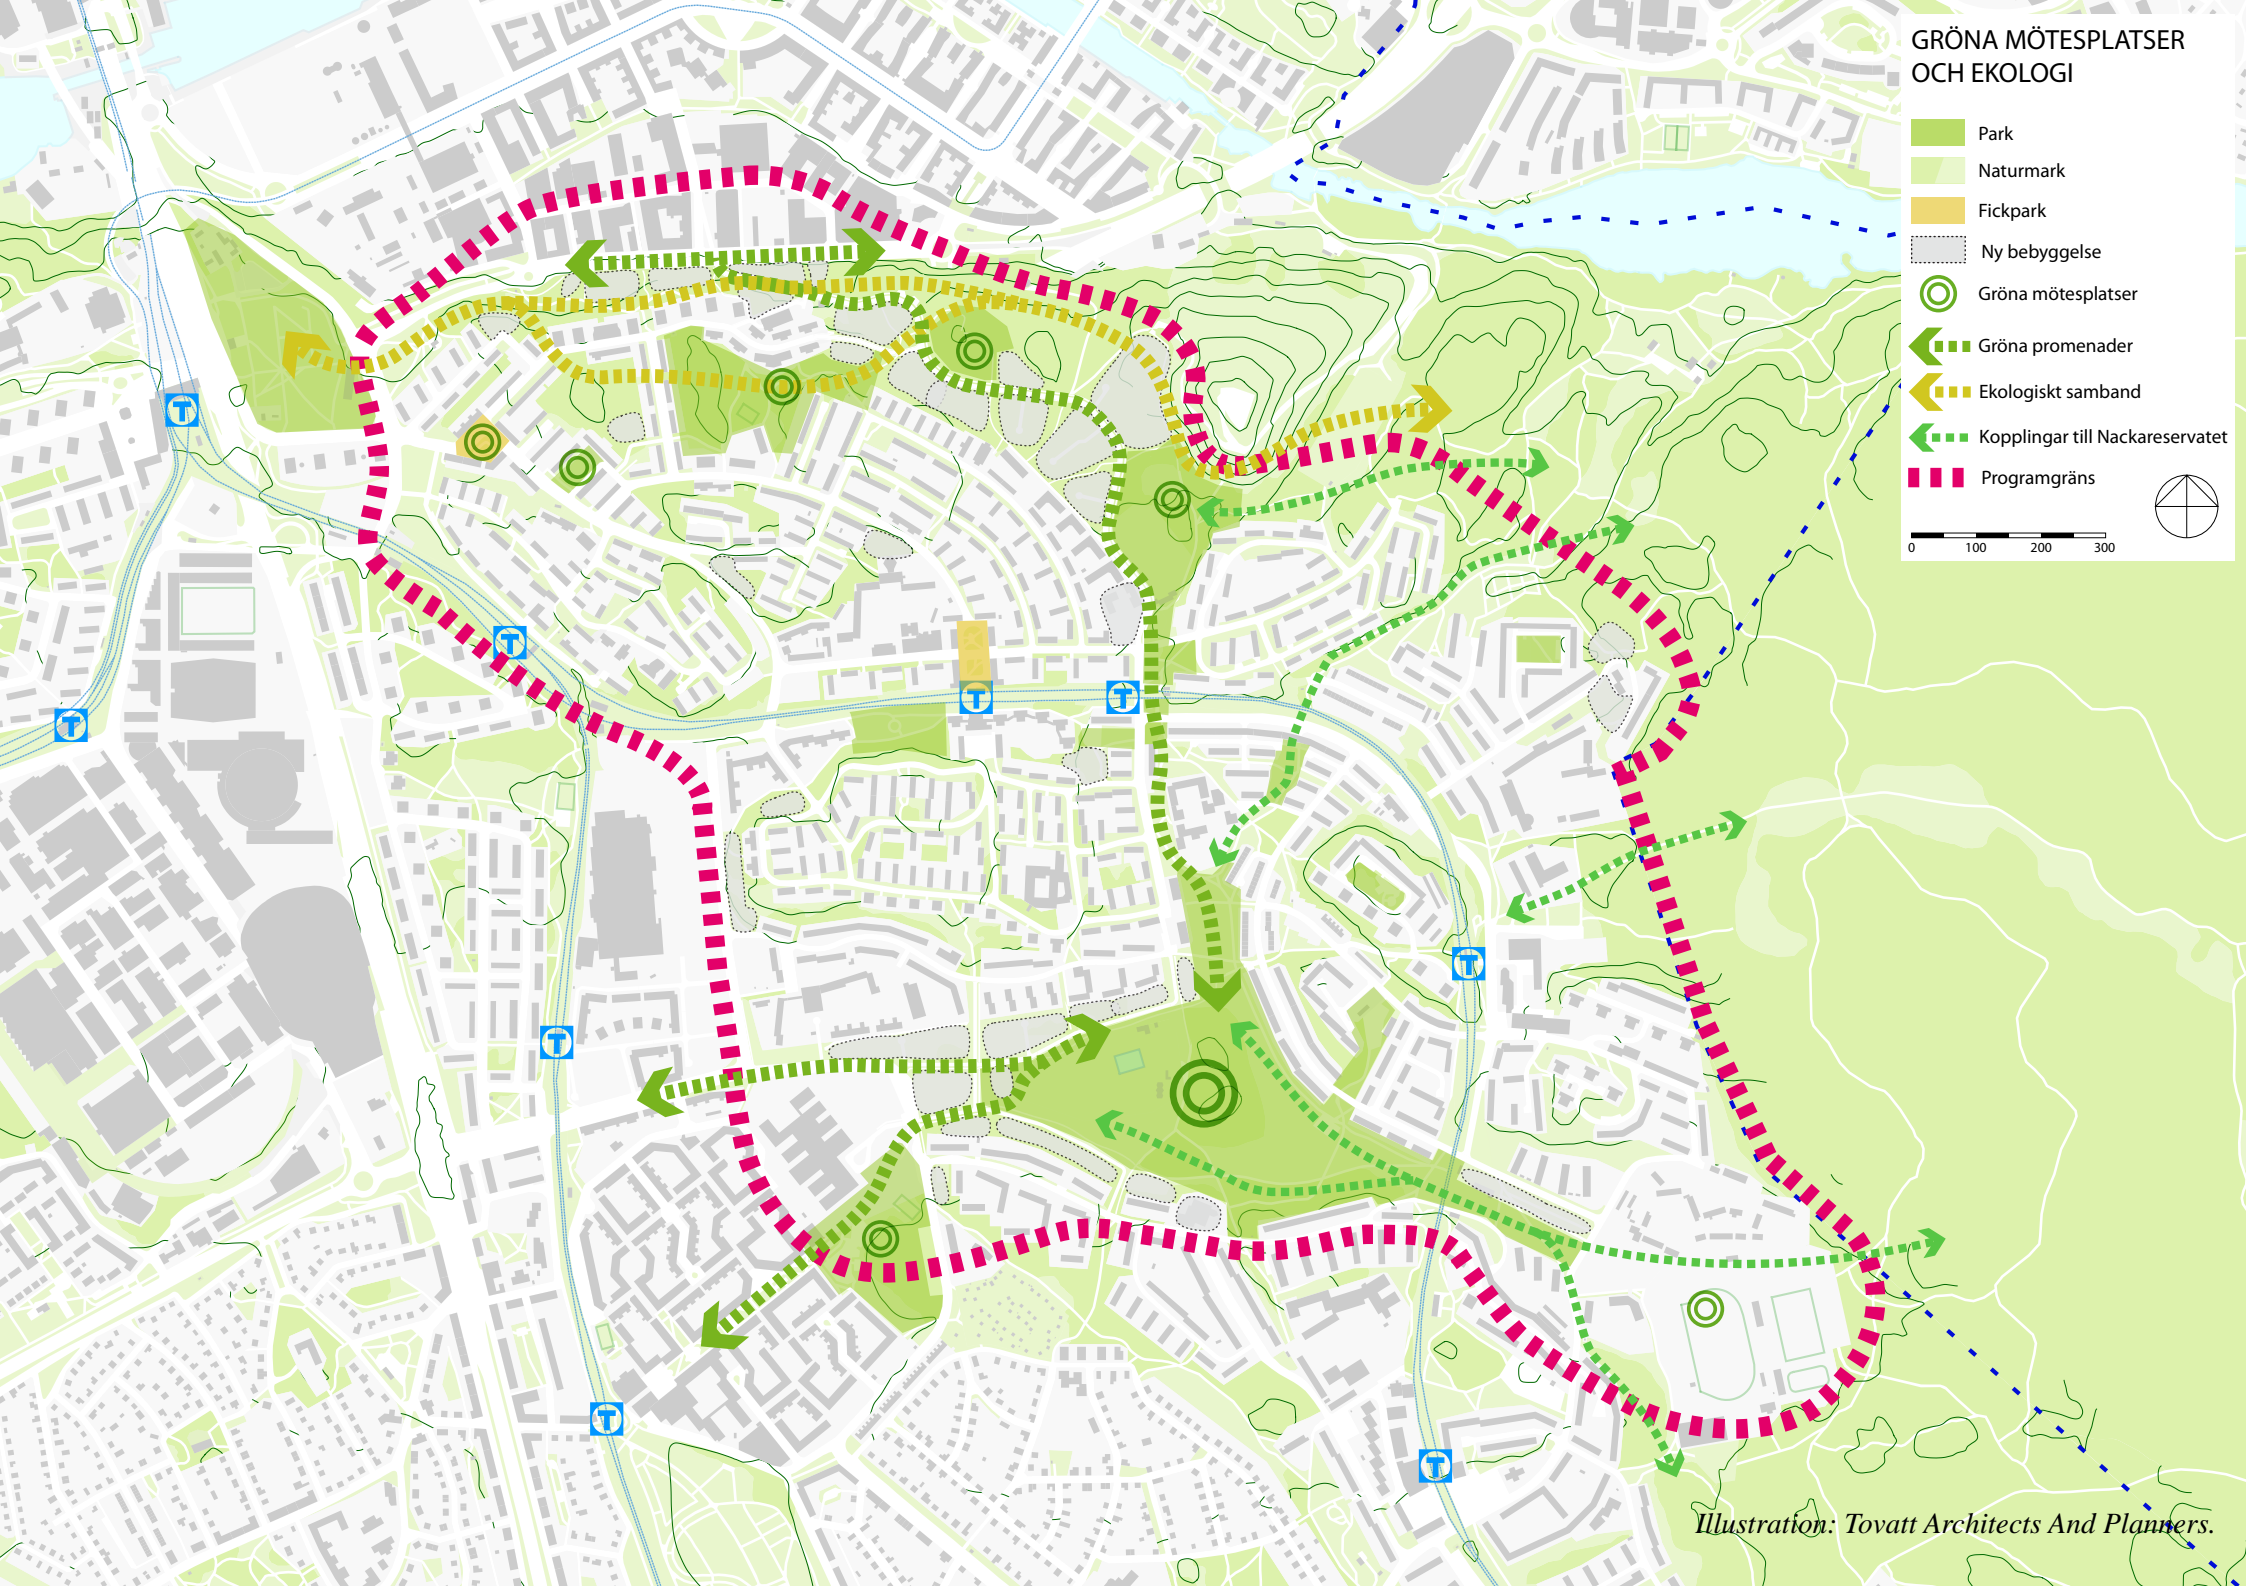 GRÖNA MÖTESPLATSER
OCH EKOLOGI
Park
Naturmark
Fickpark
Ny bebyggelse
Gröna mötesplatser
Gröna promenader
Ekologiskt samband
Kopplingar till Nackareservatet
Programgräns
0 100 200 300
T
T
T
T
T
T
T
T
T
Illustration: Tovatt Architects And Planners.